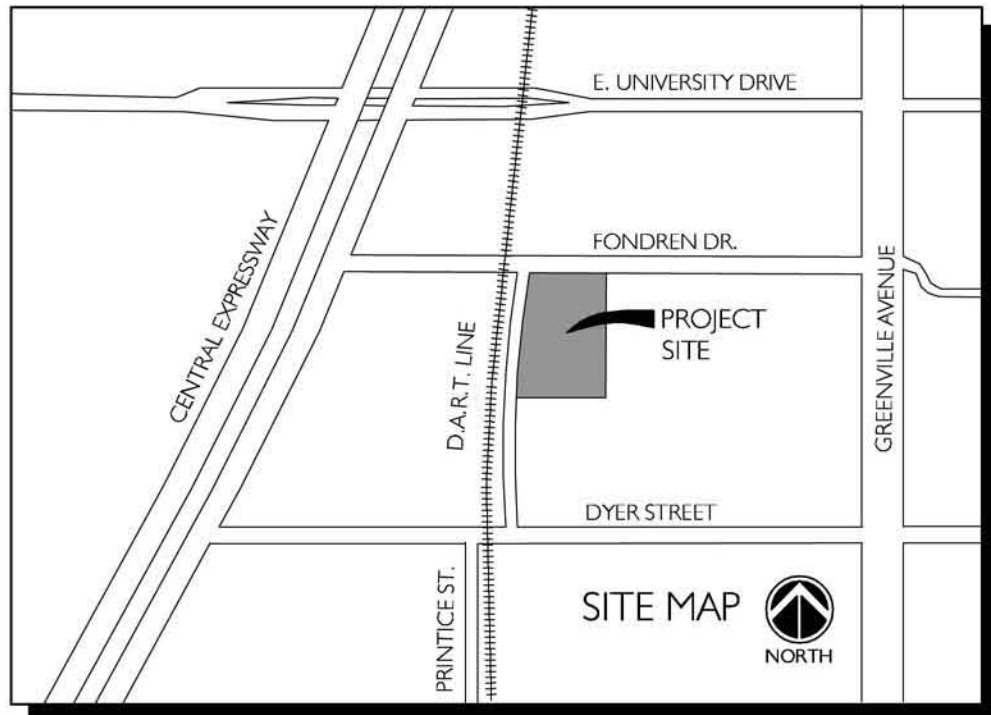 E. UNIVERSITY DRIVE
CENTRAL EXPRESSWAY
FONDREN DR.
GREENVILLE AVENUE
D.A.R.T. LINE
PROJECT
SITE
DYER STREET
PRINTICE ST.
SITE MAP
NORTH